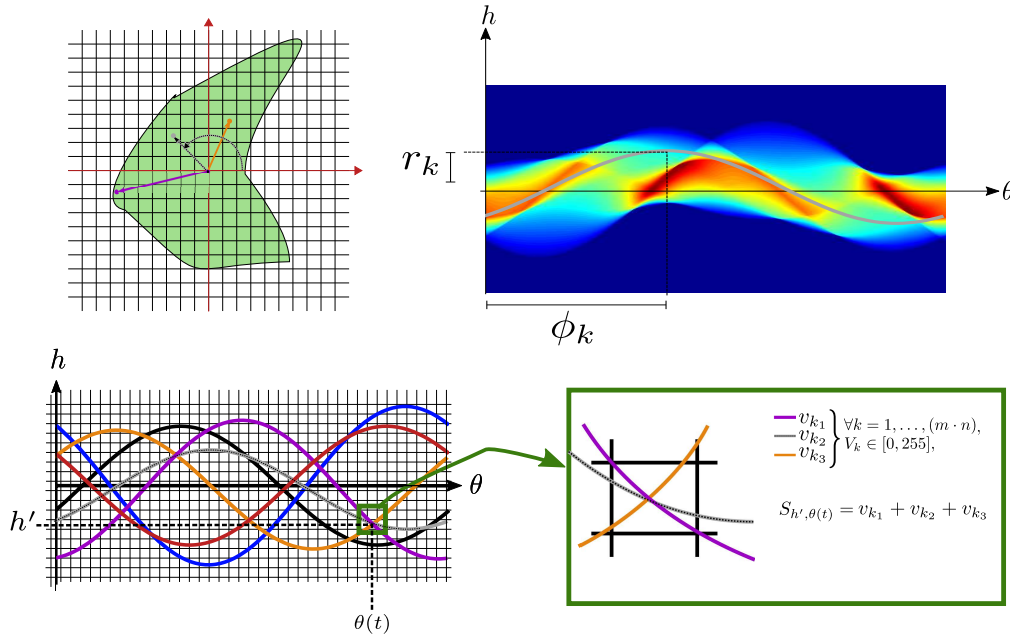 h
r_k
θ
ϕ_k
h
θ
h′
θ(t)
v_{k_1}
v_{k_2}
v_{k_3}
∀k = 1, . . . , (m · n),
V_k ∈ [0, 255],
S_{h′,θ(t)} = v_{k_1} + v_{k_2} + v_{k_3}